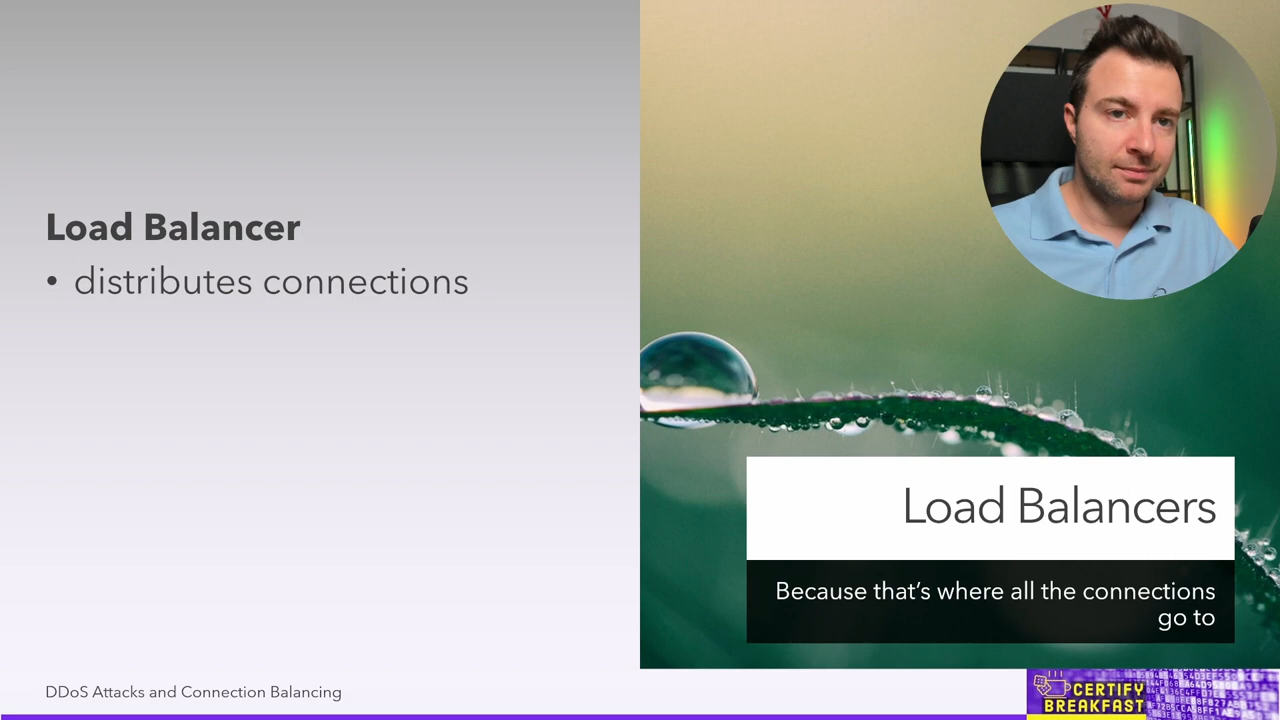 Load Balancer
• distributes connections
Load Balancers
Because that’s where all the connections
go to
DDoS Attacks and Connection Balancing
CERTIFY
BREAKFAST